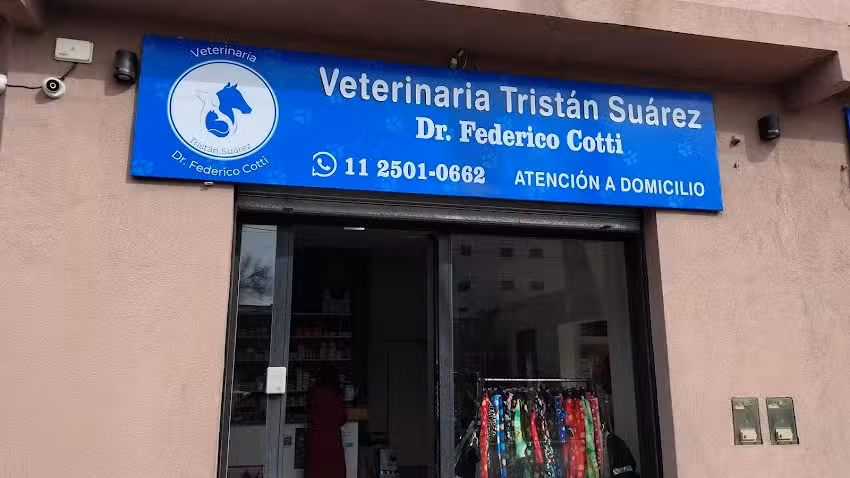 Veterinaria
Tristán Suárez
Dr. Federico Cotti
Veterinaria Tristán Suárez
Dr. Federico Cotti
11 2501-0662
ATENCIÓN A DOMICILIO